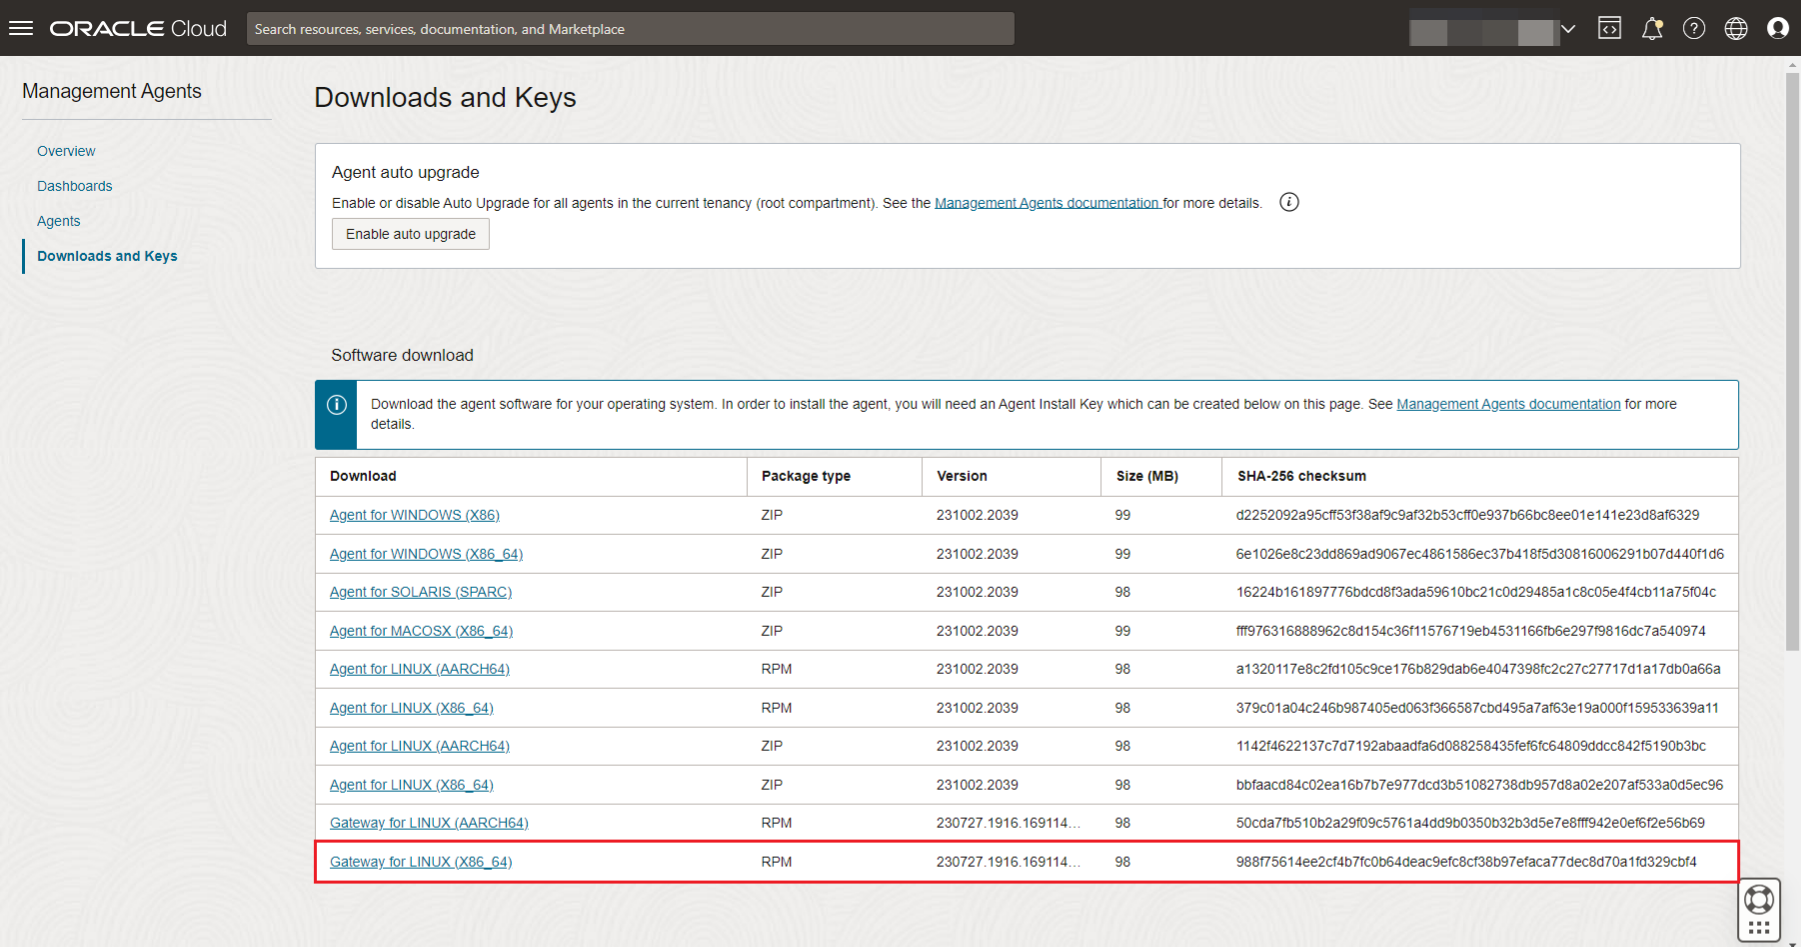 ORACLE Cloud
Search resources, services, documentation, and Marketplace
Management Agents
Overview
Dashboards
Agents
Downloads and Keys
Downloads and Keys
Agent auto upgrade
Enable or disable Auto Upgrade for all agents in the current tenancy (root compartment). See the Management Agents documentation for more details.
Enable auto upgrade
Software download
Download the agent software for your operating system. In order to install the agent, you will need an Agent Install Key which can be created below on this page. See Management Agents documentation for more
details.
Download Package type Version Size (MB) SHA-256 checksum
Agent for WINDOWS (X86) ZIP 231002.2039 99 d2252092a95cff53f38af9c9af32b53cff0e937b66bc8ee01e141e23d8af6329
Agent for WINDOWS (X86_64) ZIP 231002.2039 99 6e1026e8c23dd869ad9067ec4861586ec37b418f5d30816006291b07d440f1d6
Agent for SOLARIS (SPARC) ZIP 231002.2039 98 16224b161897776bdcd8f3ada59610bc21c0d29485a1c8c05e4f4cb11a75f04c
Agent for MACOSX (X86_64) ZIP 231002.2039 99 fff976316888962c8d154c36f11576719eb4531166fb6e297f9816dc7a540974
Agent for LINUX (AARCH64) RPM 231002.2039 98 a1320117e8c2fd105c9ce176b829dab6e4047398fc2c27c27717d1a17db0a66a
Agent for LINUX (X86_64) RPM 231002.2039 98 379c01a04c246b987405ed063f366587cbd495a7af63e19a000f159533639a11
Agent for LINUX (AARCH64) ZIP 231002.2039 98 1142f4622137c7d7192abaadfa6d088258435fef6fc64809ddcc842f5190b3bc
Agent for LINUX (X86_64) ZIP 231002.2039 98 bbfaacd84c02ea16b7b7e977dcd3b51082738db957d8a02e207af533a0d5ec96
Gateway for LINUX (AARCH64) RPM 230727.1916.169114... 98 50cda7fb510b2a29f09c5761a4dd9b0350b32b3d5e7e8fff942e0ef6f2e56b69
Gateway for LINUX (X86_64) RPM 230727.1916.169114... 98 988f75614ee2cf4b7fc0b64deac9efc8cf38b97efaca77dec8d70a1fd329cbf4